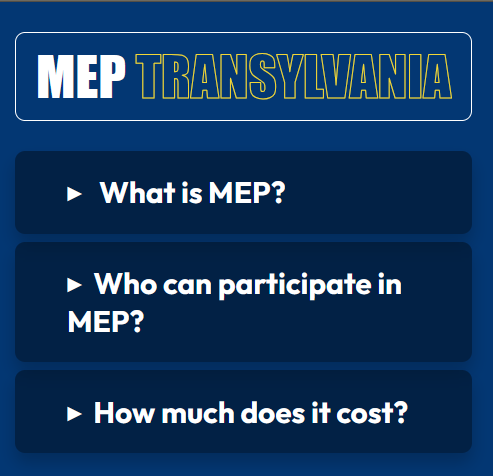 MEP TRANSYLVANIA
► What is MEP?
► Who can participate in
MEP?
► How much does it cost?